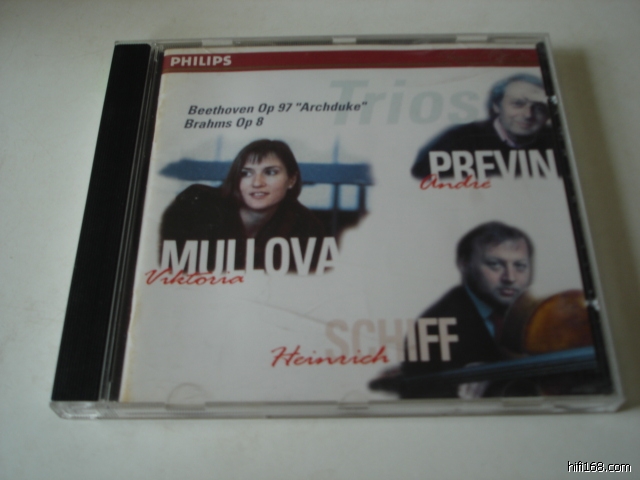 PHILIPS
Trios
Beethoven Op 97 "Archduke"
Brahms Op 8
PREVIN
André
MULLOVA
Viktoria
SCHIFF
Heinrich
hifi168.com